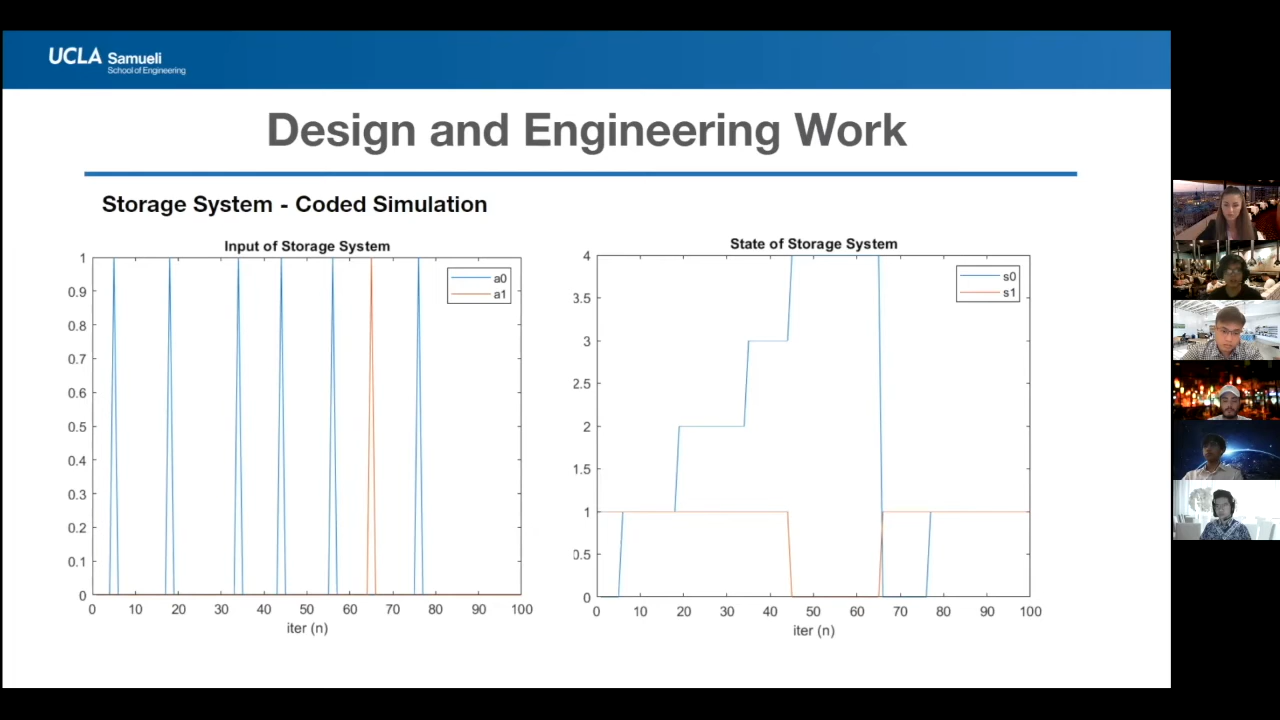 UCLA Samueli
School of Engineering
Design and Engineering Work
Storage System - Coded Simulation
Input of Storage System
1
0.9
0.8
0.7
0.6
0.5
0.4
0.3
0.2
0.1
0
0 10 20 30 40 50 60 70 80 90 100
iter (n)
a0
a1
State of Storage System
4
3.5
3
2.5
2
1.5
1
0.5
0
0 10 20 30 40 50 60 70 80 90 100
iter (n)
s0
s1